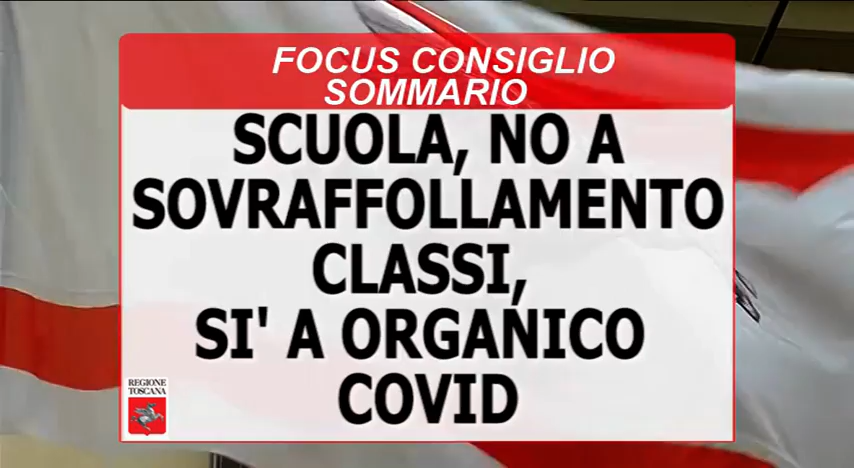 FOCUS CONSIGLIO
SOMMARIO
SCUOLA, NO A
SOVRAFFOLLAMENTO
CLASSI,
SI' A ORGANICO
COVID
REGIONE
TOSCANA